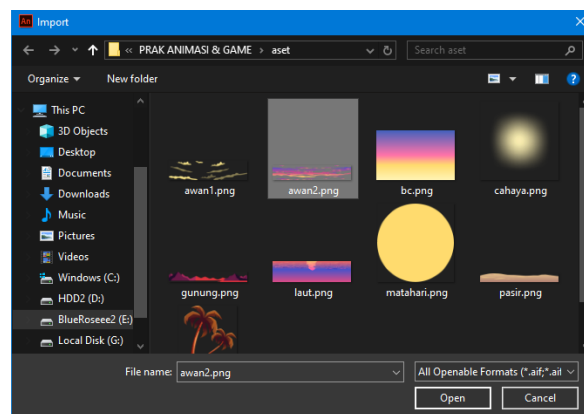 An Import
« PRAK ANIMASI & GAME > aset
Search aset
Organize
New folder
This PC
3D Objects
Desktop
Documents
Downloads
Music
Pictures
Videos
Windows (C:)
HDD2 (D:)
BlueRoseee2 (E:)
Local Disk (G:)
awan1.png
awan2.png
bc.png
cahaya.png
gunung.png
laut.png
matahari.png
pasir.png
File name: awan2.png
All Openable Formats (*.aif;*.aif
Open
Cancel